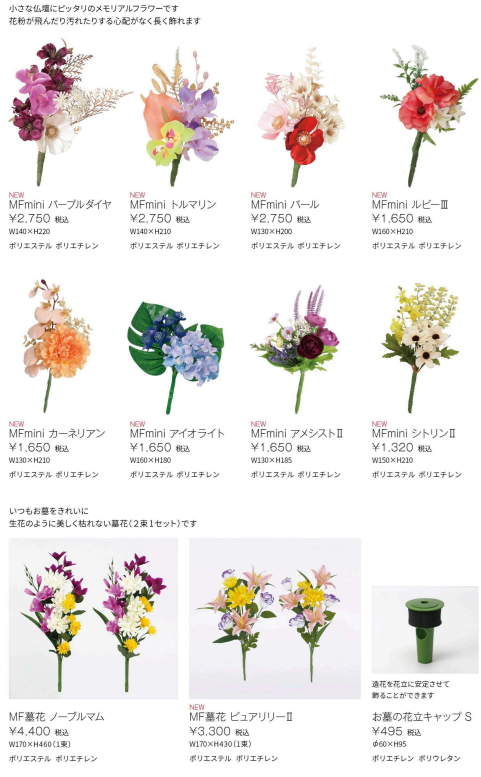 小さな仏壇にピッタリのメモリアルフラワーです
花粉が飛んだり汚れたりする心配がなく長く飾れます
NEW
MFmini パープルダイヤ
¥2,750 税込
W140×H220
ポリエステル ポリエチレン
NEW
MFmini トルマリン
¥2,750 税込
W140×H210
ポリエステル ポリエチレン
NEW
MFmini パール
¥2,750 税込
W130×H200
ポリエステル ポリエチレン
NEW
MFmini ルビーⅢ
¥1,650 税込
W160×H210
ポリエステル ポリエチレン
NEW
MFmini カーネリアン
¥1,650 税込
W130×H210
ポリエステル ポリエチレン
NEW
MFmini アイオライト
¥1,650 税込
W160×H180
ポリエステル ポリエチレン
NEW
MFmini アメシストⅡ
¥1,650 税込
W130×H185
ポリエステル ポリエチレン
NEW
MFmini シトリンⅡ
¥1,320 税込
W150×H210
ポリエステル ポリエチレン
いつもお墓をきれいに
生花のように美しく枯れない墓花(2束1セット)です
MF墓花 ノーブルマム
¥4,400 税込
W170×H460(1束)
ポリエステル ポリエチレン
NEW
MF墓花 ピュアリリーⅡ
¥3,300 税込
W170×H430(1束)
ポリエステル ポリエチレン
造花を花立に安定させて
飾ることができます
お墓の花立キャップ S
¥495 税込
φ60×H95
ポリエチレン ポリウレタン